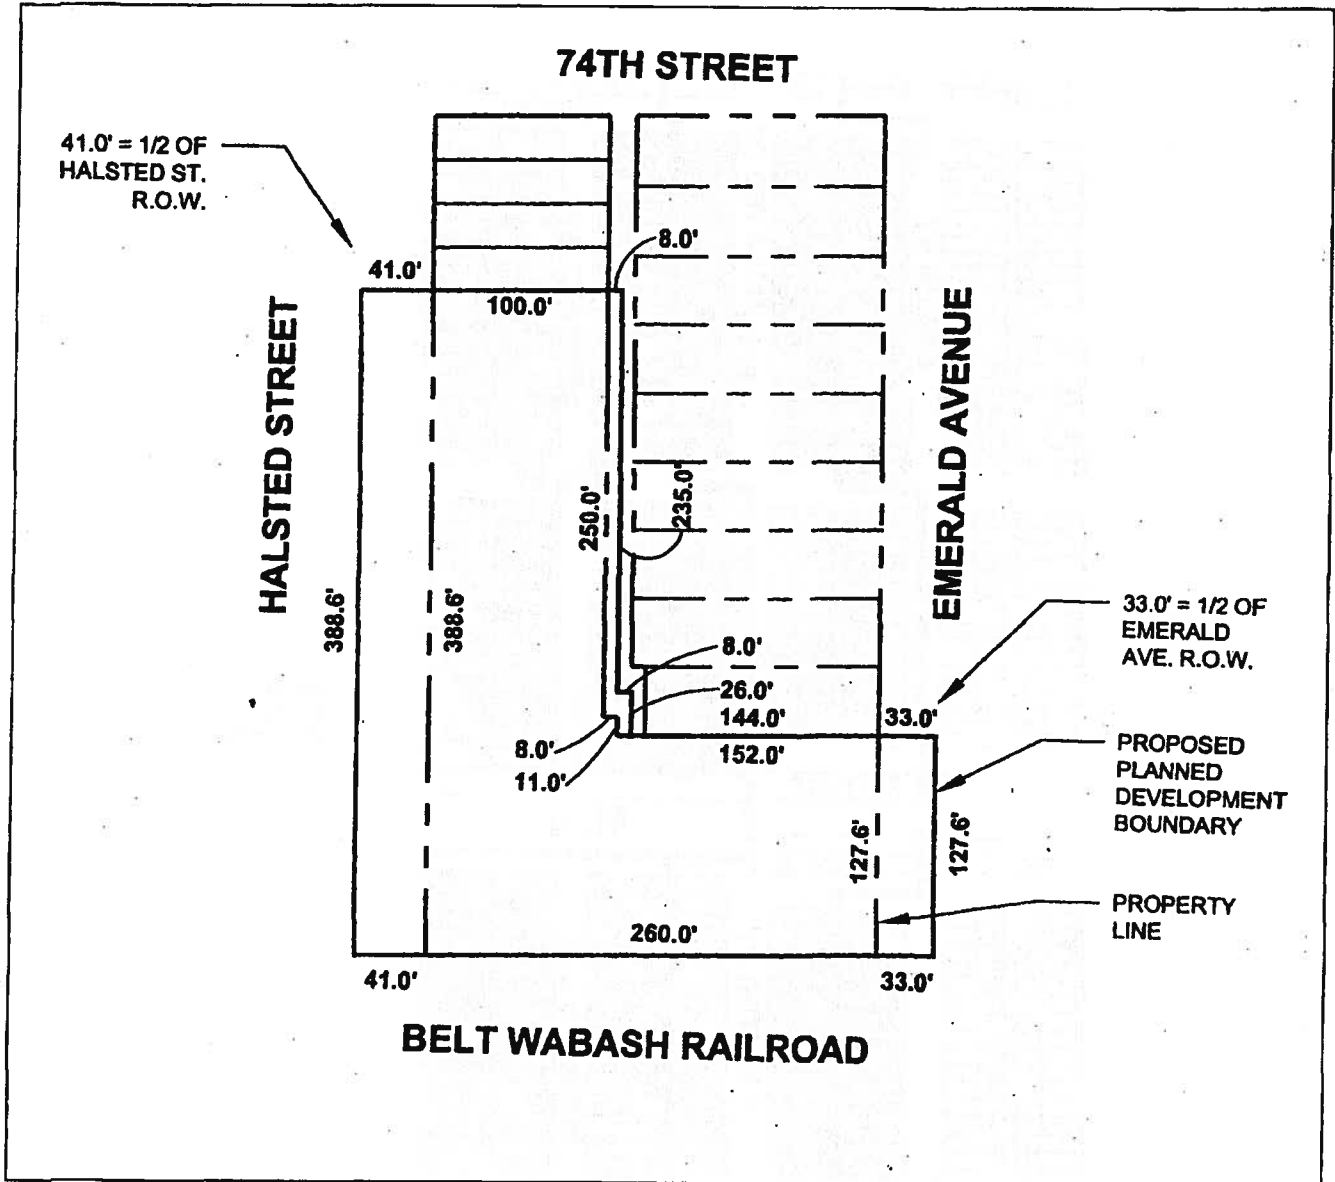 74TH STREET
41.0' = 1/2 OF
HALSTED ST.
R.O.W.
8.0'
41.0'
100.0'
HALSTED STREET
EMERALD AVENUE
250.0'
235.0'
388.6'
388.6'
33.0' = 1/2 OF
EMERALD
AVE. R.O.W.
8.0'
26.0'
144.0'
33.0'
8.0'
152.0'
11.0'
PROPOSED
PLANNED
DEVELOPMENT
BOUNDARY
127.6'
127.6'
PROPERTY
LINE
260.0'
41.0'
33.0'
BELT WABASH RAILROAD